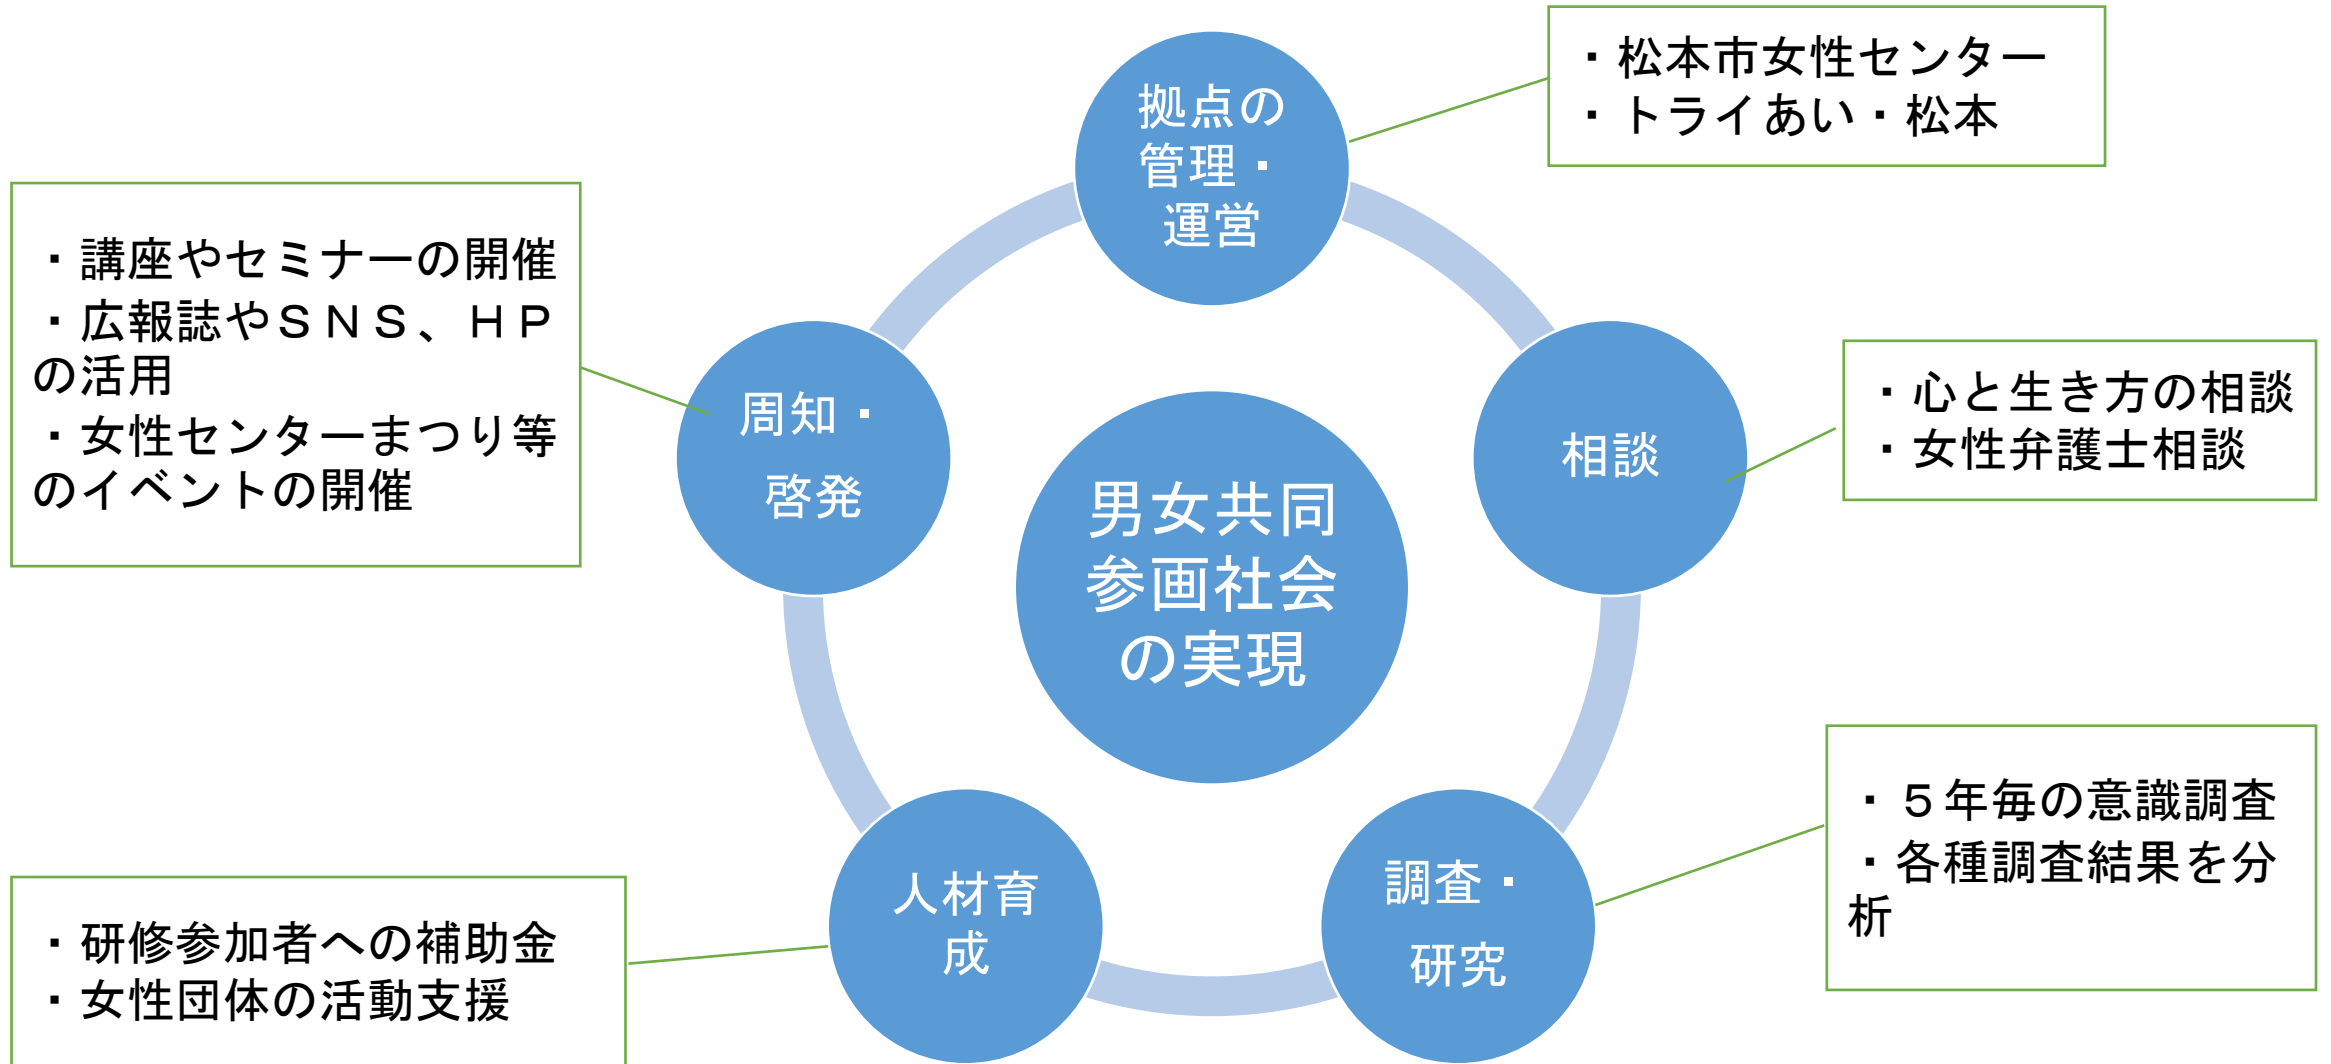 拠点の
管理・
運営
・松本市女性センター
・トライあい・松本
相談
・心と生き方の相談
・女性弁護士相談
調査・
研究
・５年毎の意識調査
・各種調査結果を分
析
人材育
成
・研修参加者への補助金
・女性団体の活動支援
周知・
啓発
・講座やセミナーの開催
・広報誌やＳＮＳ、ＨＰ
の活用
・女性センターまつり等
のイベントの開催
男女共同
参画社会
の実現